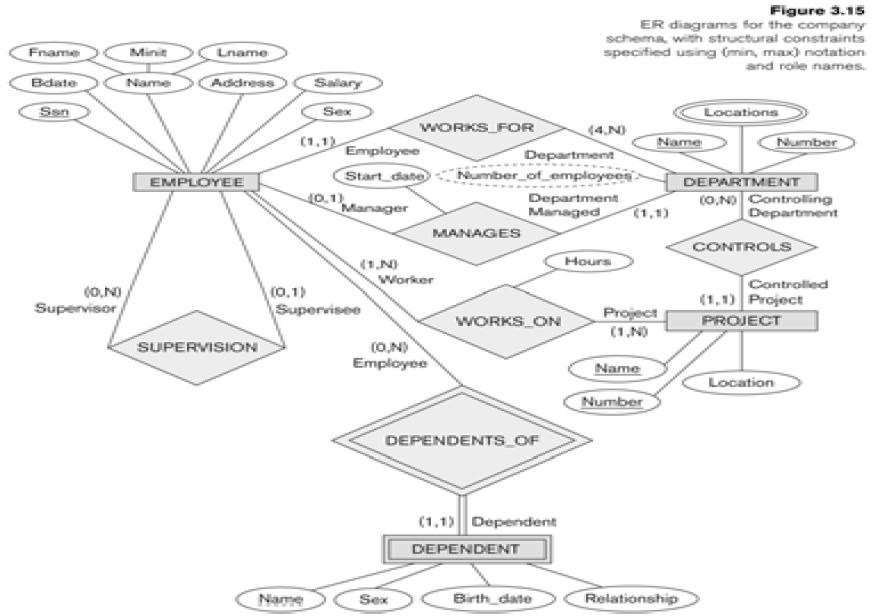 Figure 3.15
ER diagrams for the company
schema, with structural constraints
specified using (min, max) notation
and role names.
Fname
Minit
Lname
Bdate
Name
Address
Salary
Ssn
Sex
WORKS_FOR
(1,1)
Employee
(4,N)
Department
Locations
Name
Number
EMPLOYEE
Start_date
Number_of_employees
DEPARTMENT
(0,1)
Manager
MANAGES
Department
Managed
(1,1)
(0,N)
Controlling
Department
CONTROLS
(1,1)
Controlled
Project
(1,N)
Worker
Hours
(0,N)
Supervisor
(0,1)
Supervisee
SUPERVISION
WORKS_ON
Project
(1,N)
PROJECT
Name
Number
Location
(0,N)
Employee
DEPENDENTS_OF
(1,1)
Dependent
DEPENDENT
Name
Sex
Birth_date
Relationship